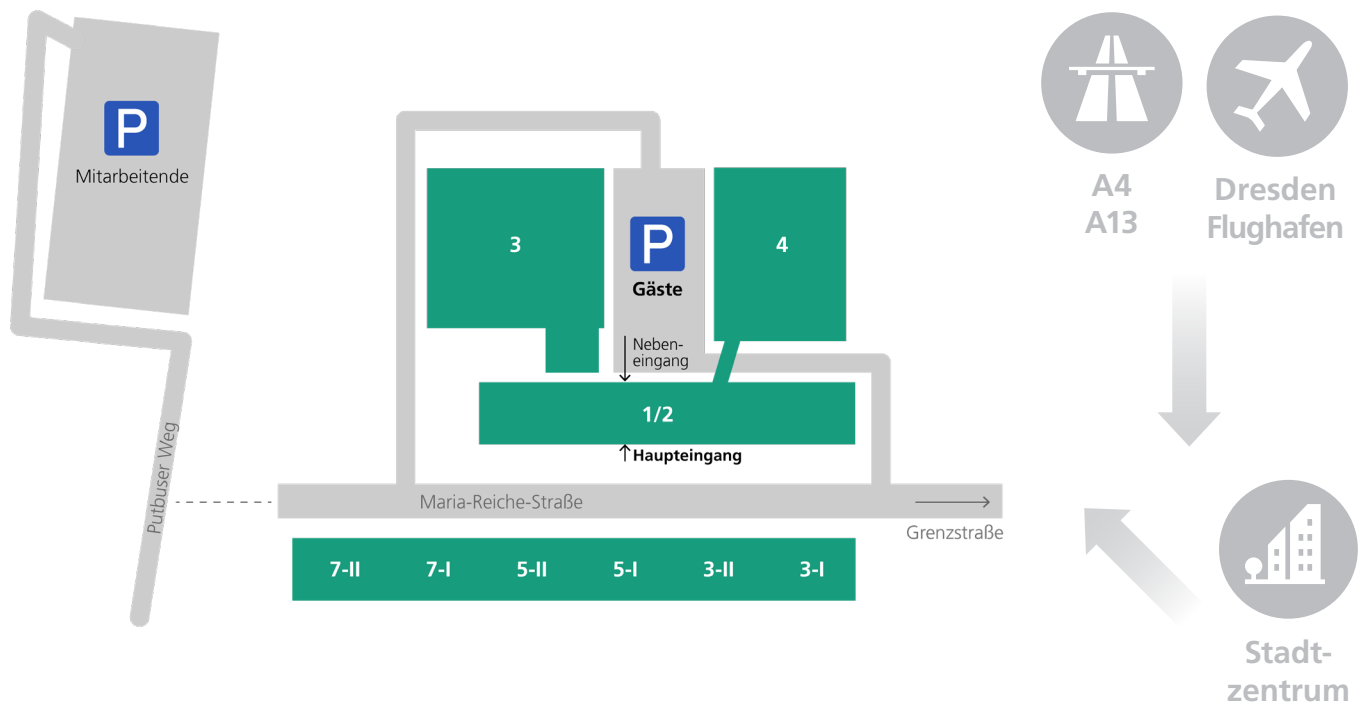 P
Mitarbeitende
A4
A13
Dresden
Flughafen
3
P
Gäste
4
Neben-
eingang
1/2
Haupteingang
Putbuser Weg
Maria-Reiche-Straße
Grenzstraße
7-II 7-I 5-II 5-I 3-II 3-I
Stadt-
zentrum